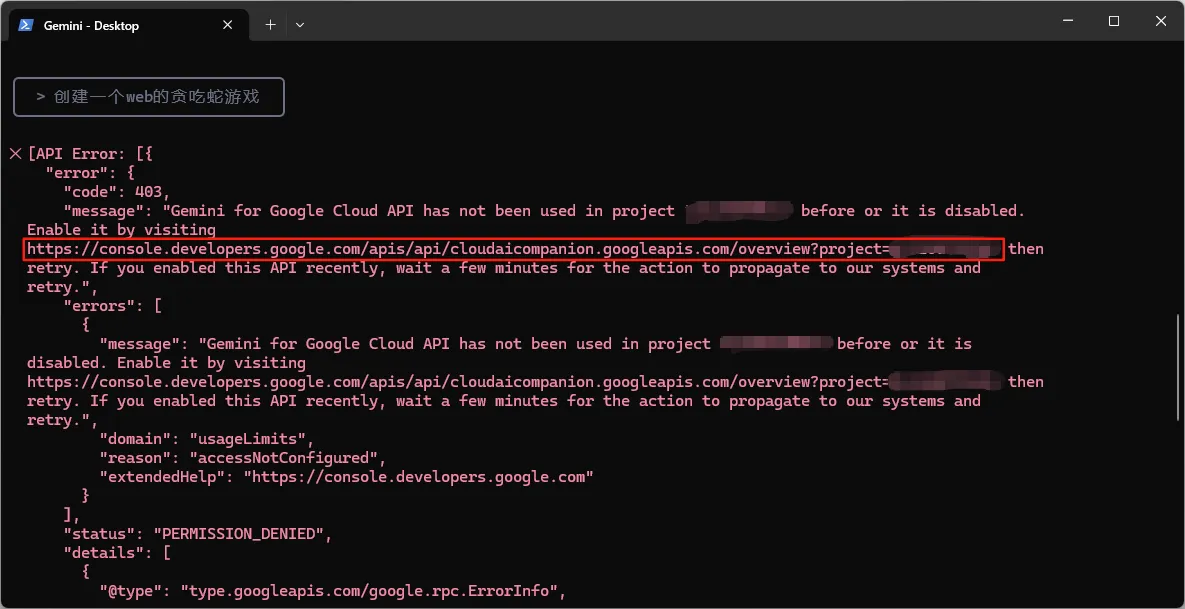 Gemini - Desktop
> 创建一个web的贪吃蛇游戏
[API Error: [{
"error": {
"code": 403,
"message": "Gemini for Google Cloud API has not been used in project before or it is disabled.
Enable it by visiting
https://console.developers.google.com/apis/api/cloudaicompanion.googleapis.com/overview?project= then
retry. If you enabled this API recently, wait a few minutes for the action to propagate to our systems and
retry.",
"errors": [
{
"message": "Gemini for Google Cloud API has not been used in project before or it is
disabled. Enable it by visiting
https://console.developers.google.com/apis/api/cloudaicompanion.googleapis.com/overview?project= then
retry. If you enabled this API recently, wait a few minutes for the action to propagate to our systems and
retry.",
"domain": "usageLimits",
"reason": "accessNotConfigured",
"extendedHelp": "https://console.developers.google.com"
}
],
"status": "PERMISSION_DENIED",
"details": [
{
"@type": "type.googleapis.com/google.rpc.ErrorInfo",